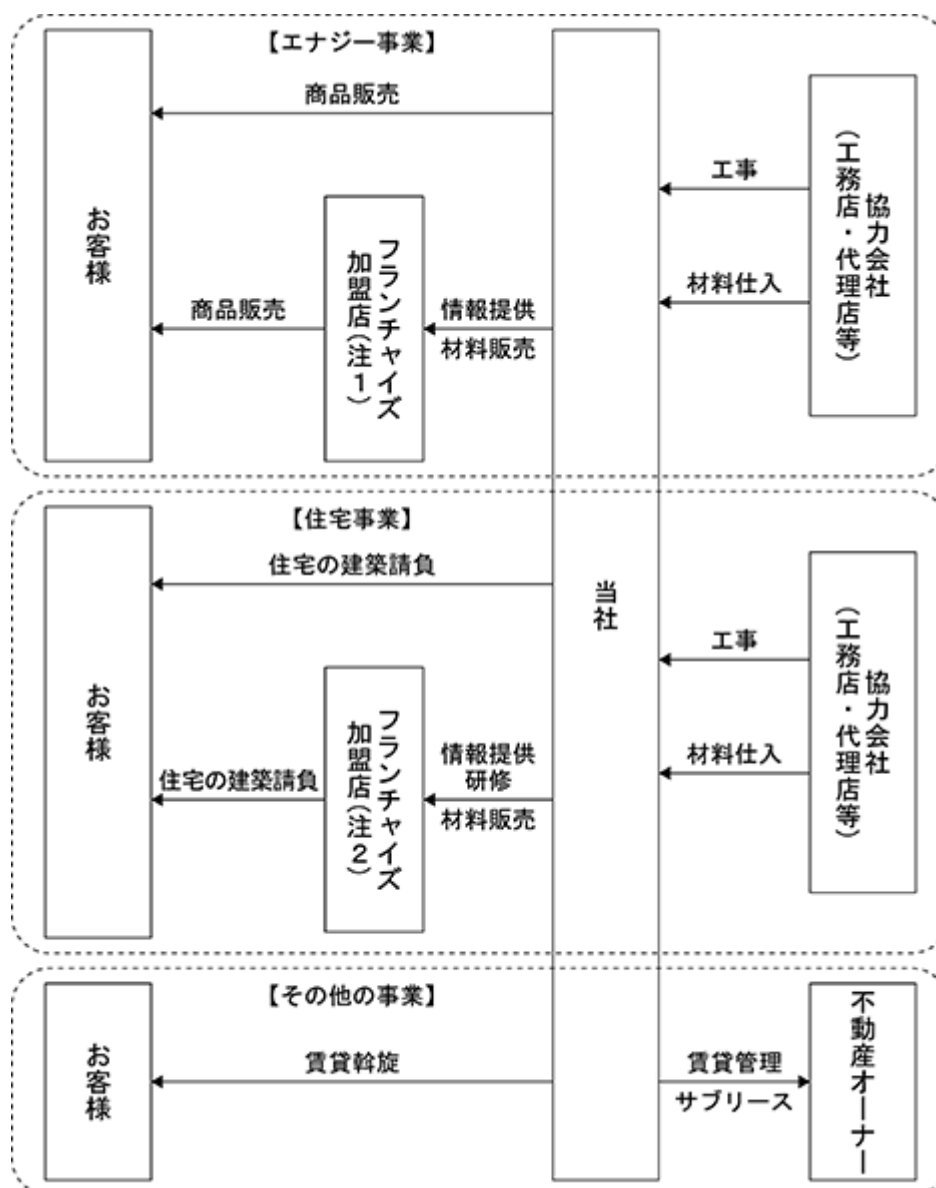 【エナジー事業】
商品販売
お客様
商品販売
フランチャイズ
加盟店(注1)
情報提供
材料販売
工事
材料仕入
協力会社
(工務店・代理店等)
【住宅事業】
住宅の建築請負
お客様
住宅の建築請負
フランチャイズ
加盟店(注2)
情報提供
研修
材料販売
当社
工事
材料仕入
協力会社
(工務店・代理店等)
【その他の事業】
お客様
賃貸斡旋
賃貸管理
サブリース
不動産オーナー